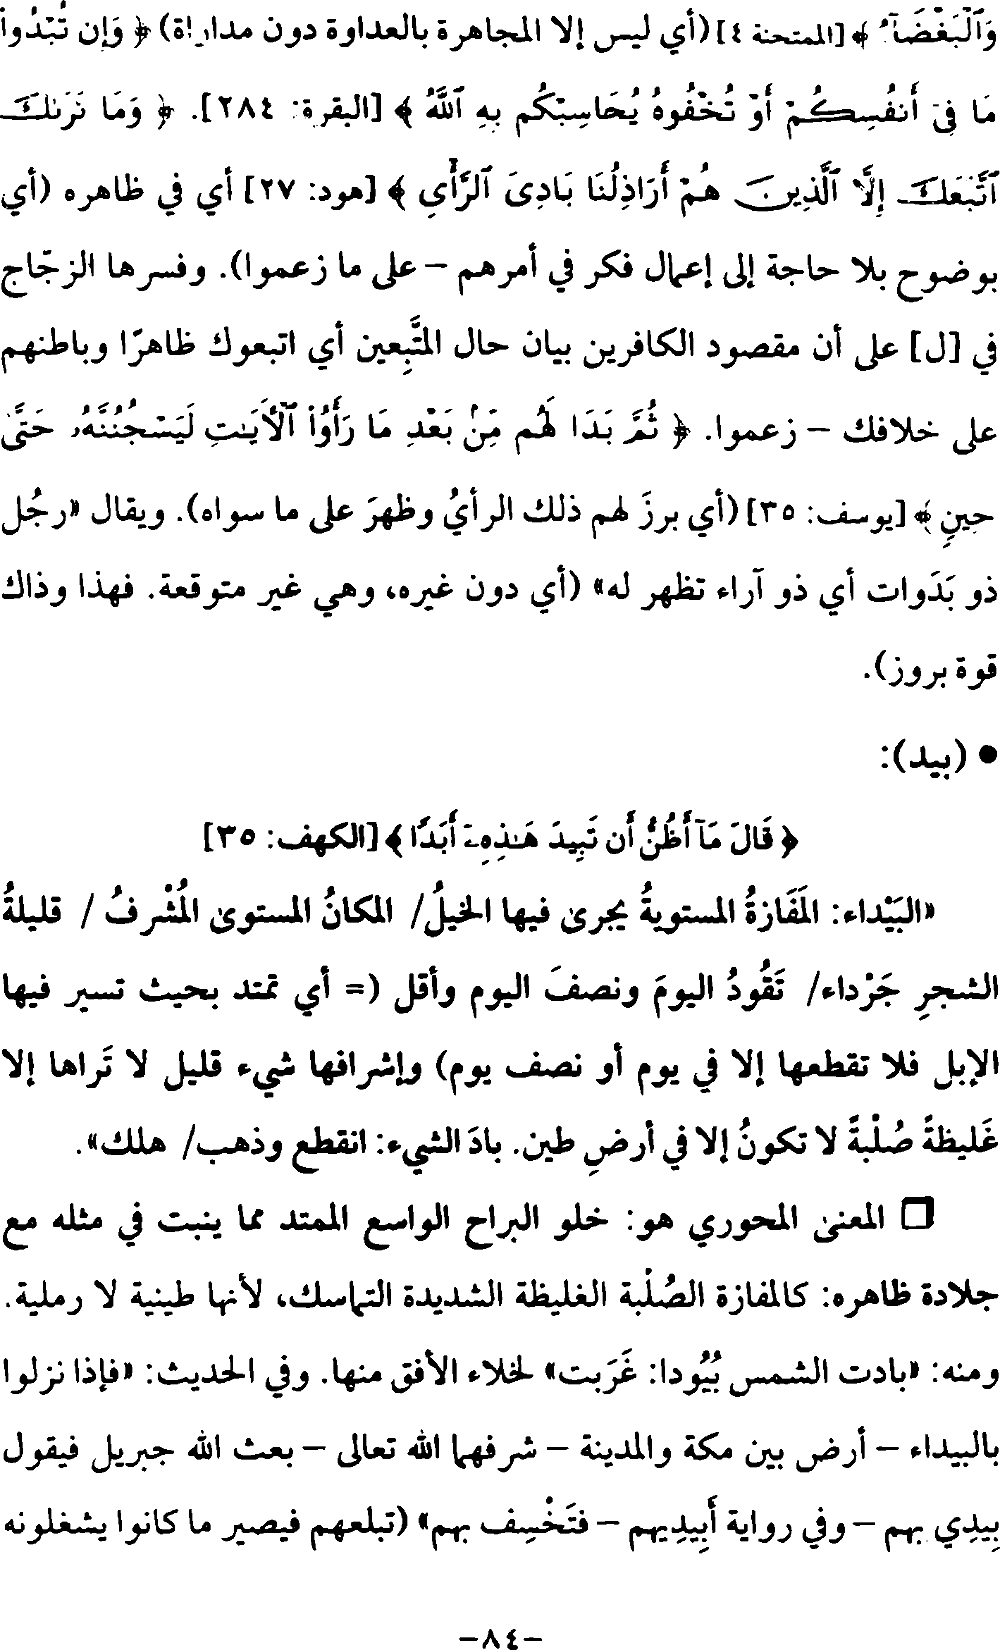 وَٱلْبَغْضَآءُ ﴾ [الممتحنة ٤] (أي ليس إلا المجاهرة بالعداوة دون مداراة) ﴿ وَإِن تُبْدُوا۟
مَا فِىٓ أَنفُسِكُمْ أَوْ تُخْفُوهُ يُحَاسِبْكُم بِهِ ٱللَّهُ ﴾ [البقرة: ٢٨٤]. ﴿ وَمَا نَرَىٰكَ
ٱتَّبَعَكَ إِلَّا ٱلَّذِينَ هُمْ أَرَاذِلُنَا بَادِىَ ٱلرَّأْىِ ﴾ [هود: ٢٧] أي في ظاهره (أي
بوضوح بلا حاجة إلى إعمال فكر في أمرهم – على ما زعموا). وفسرها الزجّاج
في [ل] على أن مقصود الكافرين بيان حال المتَّبِعين أي اتبعوك ظاهرًا وباطنهم
على خلافك – زعموا. ﴿ ثُمَّ بَدَا لَهُم مِّنۢ بَعْدِ مَا رَأَوُا۟ ٱلْـَٔايَـٰتِ لَيَسْجُنُنَّهُۥ حَتَّىٰ
حِينٍ ﴾ [يوسف: ٣٥] (أي برزَ لهم ذلك الرأيُ وظهرَ على ما سواه). ويقال «رجُل
ذو بَدَوات أي ذو آراء تظهر له» (أي دون غيره، وهي غير متوقعة. فهذا وذاك
قوة بروز).
● (بيد):
﴿ قَالَ مَآ أَظُنُّ أَن تَبِيدَ هَـٰذِهِۦٓ أَبَدًا ﴾ [الكهف: ٣٥]
«البَيْداء: المَفَازةُ المستويةُ يجرى فيها الخيلُ/ المكانُ المستوى المُشْرفُ / قليلةُ
الشجرِ جَرْداء/ تَقُودُ اليومَ ونصفَ اليوم وأقل (= أي تمتد بحيث تسير فيها
الإبل فلا تقطعها إلا في يوم أو نصف يوم) وإشرافها شيء قليل لا تَراها إلا
غَليظةً صُلْبةً لا تكونُ إلا في أرضِ طين. بادَ الشيء: انقطع وذهب/ هلك».
❒ المعنى المحوري هو: خلو البراح الواسع الممتد مما ينبت في مثله مع
جلادة ظاهره: كالمفازة الصُلْبة الغليظة الشديدة التماسك، لأنها طينية لا رملية.
ومنه: «بادت الشمس بُيُودا: غَرَبت» لخلاء الأفق منها. وفي الحديث: «فإذا نزلوا
بالبيداء – أرض بين مكة والمدينة – شرفهما الله تعالى – بعث الله جبريل فيقول
بِيدِي بهم – وفي رواية أَبِيدِيهم – فتَخْسِف بهم» (تبلعهم فيصير ما كانوا يشغلونه
–٨٤–